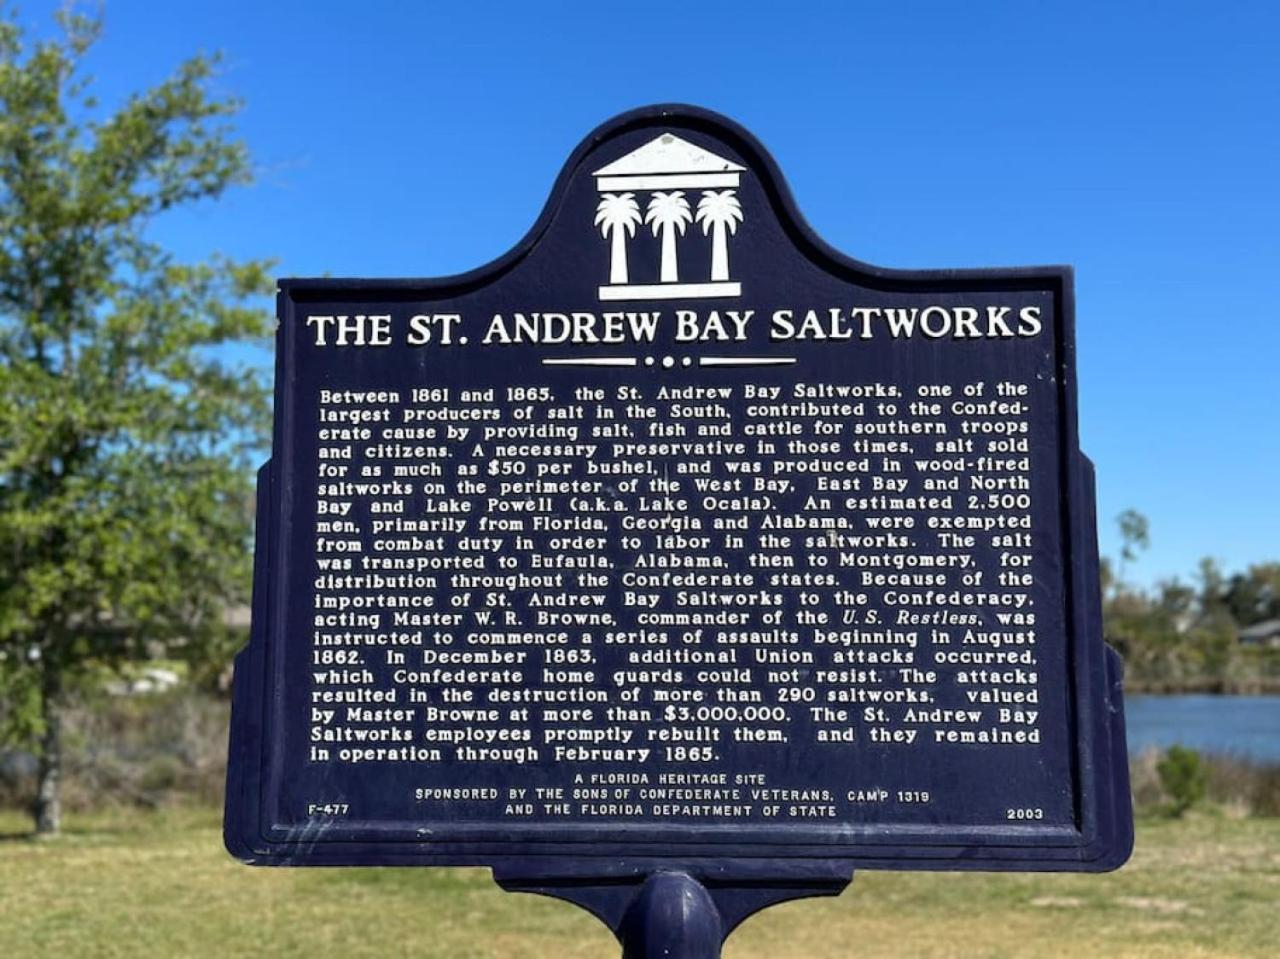 THE ST. ANDREW BAY SALTWORKS
Between 1861 and 1865, the St. Andrew Bay Saltworks, one of the
largest producers of salt in the South, contributed to the Confed-
erate cause by providing salt, fish and cattle for southern troops
and citizens. A necessary preservative in those times, salt sold
for as much as $50 per bushel, and was produced in wood-fired
saltworks on the perimeter of the West Bay, East Bay and North
Bay and Lake Powell (a.k.a. Lake Ocala). An estimated 2,500
men, primarily from Florida, Georgia and Alabama, were exempted
from combat duty in order to labor in the saltworks. The salt
was transported to Eufaula, Alabama, then to Montgomery, for
distribution throughout the Confederate states. Because of the
importance of St. Andrew Bay Saltworks to the Confederacy,
acting Master W. R. Browne, commander of the U.S. Restless, was
instructed to commence a series of assaults beginning in August
1862. In December 1863, additional Union attacks occurred,
which Confederate home guards could not resist. The attacks
resulted in the destruction of more than 290 saltworks, valued
by Master Browne at more than $3,000,000. The St. Andrew Bay
Saltworks employees promptly rebuilt them, and they remained
in operation through February 1865.
A FLORIDA HERITAGE SITE
SPONSORED BY THE SONS OF CONFEDERATE VETERANS, CAMP 1319
AND THE FLORIDA DEPARTMENT OF STATE
F-477
2003